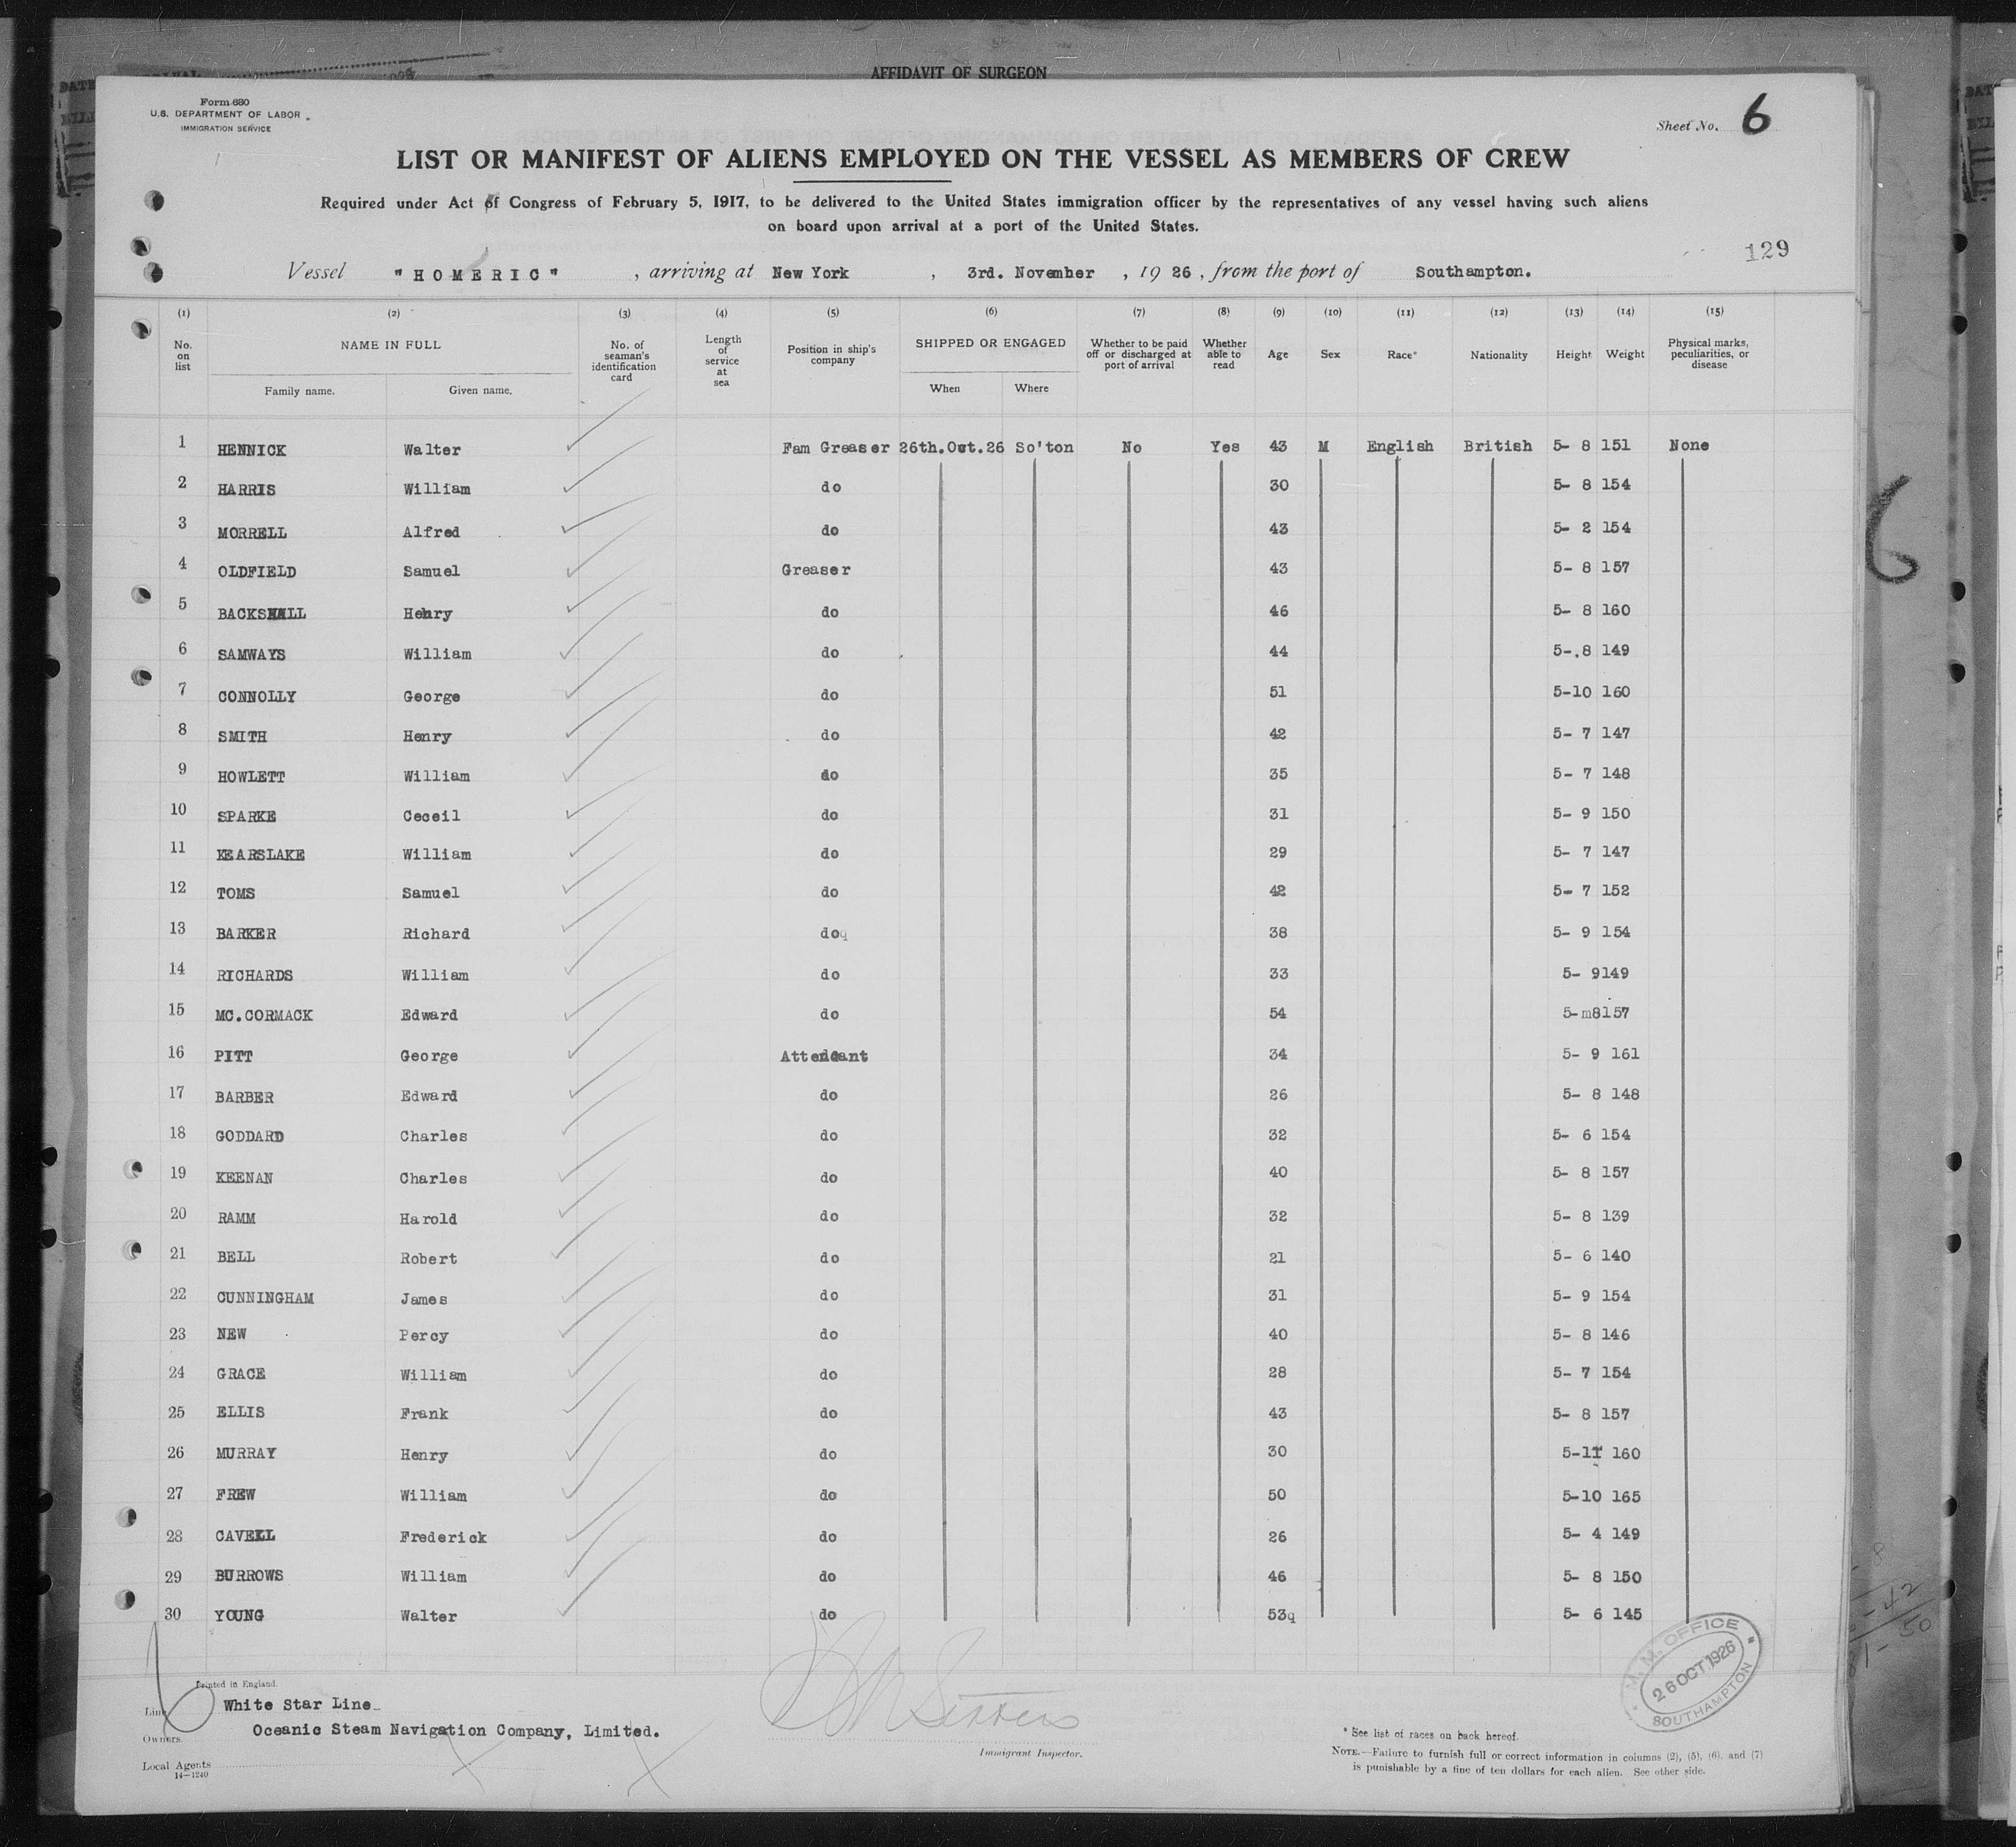 AFFIDAVIT OF SURGEON
Form 680
U.S. DEPARTMENT OF LABOR
IMMIGRATION SERVICE
Sheet No. 6
LIST OR MANIFEST OF ALIENS EMPLOYED ON THE VESSEL AS MEMBERS OF CREW
Required under Act of Congress of February 5, 1917, to be delivered to the United States immigration officer by the representatives of any vessel having such aliens
on board upon arrival at a port of the United States.
129
Vessel "HOMERIC" , arriving at New York , 3rd. November , 19 26 , from the port of Southampton.
(1) (2) (3) (4) (5) (6) (7) (8) (9) (10) (11) (12) (13) (14) (15)
No. on list NAME IN FULL Family name. Given name. No. of seaman's identification card Length of service at sea Position in ship's company SHIPPED OR ENGAGED When Where Whether to be paid off or discharged at port of arrival Whether able to read Age Sex Race* Nationality Height Weight Physical marks, peculiarities, or disease
1 HENNICK Walter Fam Greaser 26th.Oct.26 So'ton No Yes 43 M English British 5- 8 151 None
2 HARRIS William do 30 5- 8 154
3 MORRELL Alfred do 43 5- 2 154
4 OLDFIELD Samuel Greaser 43 5- 8 157
5 BACKSHALL Henry do 46 5- 8 160
6 SAMWAYS William do 44 5-.8 149
7 CONNOLLY George do 51 5-10 160
8 SMITH Henry do 42 5- 7 147
9 HOWLETT William do 35 5- 7 148
10 SPARKE Ceceil do 31 5- 9 150
11 KEARSLAKE William do 29 5- 7 147
12 TOMS Samuel do 42 5- 7 152
13 BARKER Richard doq 38 5- 9 154
14 RICHARDS William do 33 5- 9149
15 MC.CORMACK Edward do 54 5-m8157
16 PITT George Attendant 34 5- 9 161
17 BARBER Edward do 26 5- 8 148
18 GODDARD Charles do 32 5- 6 154
19 KEENAN Charles do 40 5- 8 157
20 RAMM Harold do 32 5- 8 139
21 BELL Robert do 21 5- 6 140
22 CUNNINGHAM James do 31 5- 9 154
23 NEW Percy do 40 5- 8 146
24 GRACE William do 28 5- 7 154
25 ELLIS Frank do 43 5- 8 157
26 MURRAY Henry do 30 5-11 160
27 FREW William do 50 5-10 165
28 CAVELL Frederick do 26 5- 4 149
29 BURROWS William do 46 5- 8 150
30 YOUNG Walter do 53q 5- 6 145
6
Printed in England.
Line White Star Line
Owners Oceanic Steam Navigation Company, Limited.
Local Agents
14-1240
Immigrant Inspector.
M.M. OFFICE
26 OCT 1926
SOUTHAMPTON
* See list of races on back hereof.
NOTE.—Failure to furnish full or correct information in columns (2), (5), (6), and (7)
is punishable by a fine of ten dollars for each alien. See other side.